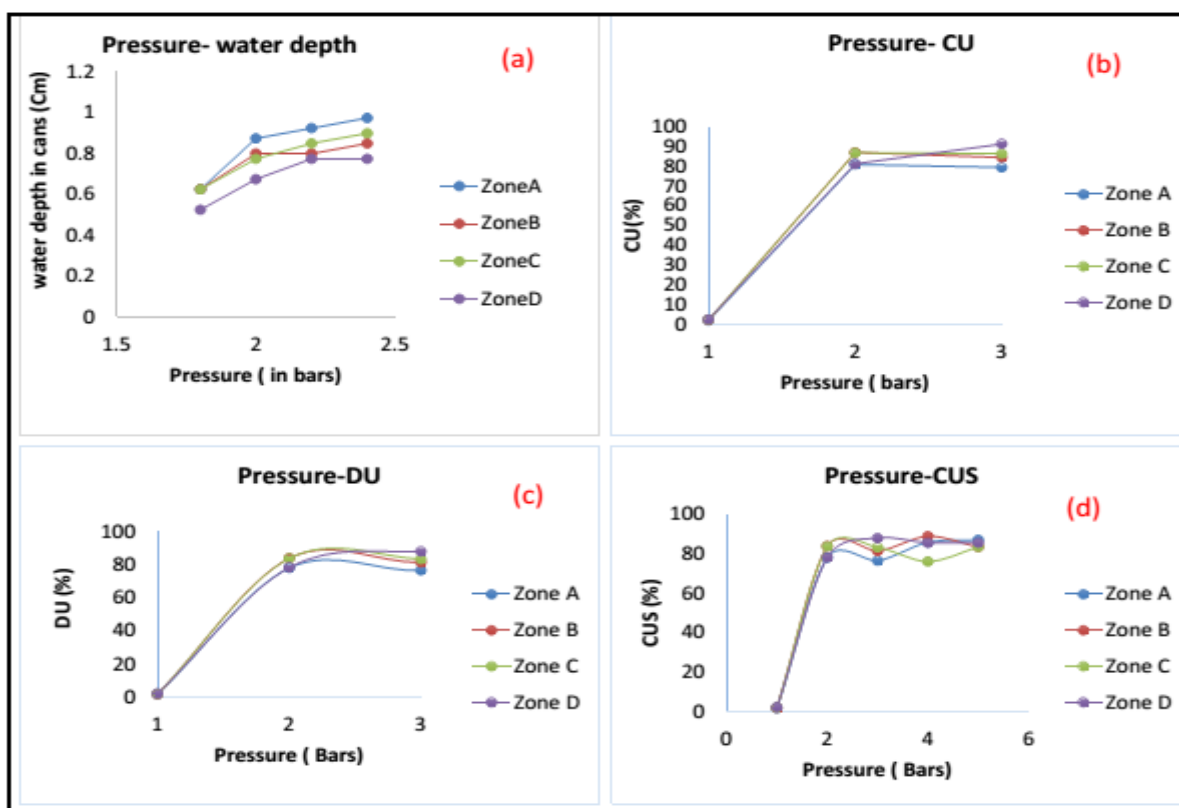 Pressure- water depth
(a)
water depth in cans (Cm)
1.2
1
0.8
0.6
0.4
0.2
0
1.5
2
2.5
Pressure ( in bars)
ZoneA
ZoneB
ZoneC
ZoneD
Pressure- CU
(b)
CU(%)
100
90
80
70
60
50
40
30
20
10
0
1
2
3
Pressure ( bars)
Zone A
Zone B
Zone C
Zone D
Pressure-DU
(c)
DU (%)
100
80
60
40
20
0
1
2
3
Pressure ( Bars)
Zone A
Zone B
Zone C
Zone D
Pressure-CUS
(d)
CUS (%)
100
80
60
40
20
0
0
2
4
6
Pressure ( Bars)
Zone A
Zone B
Zone C
Zone D